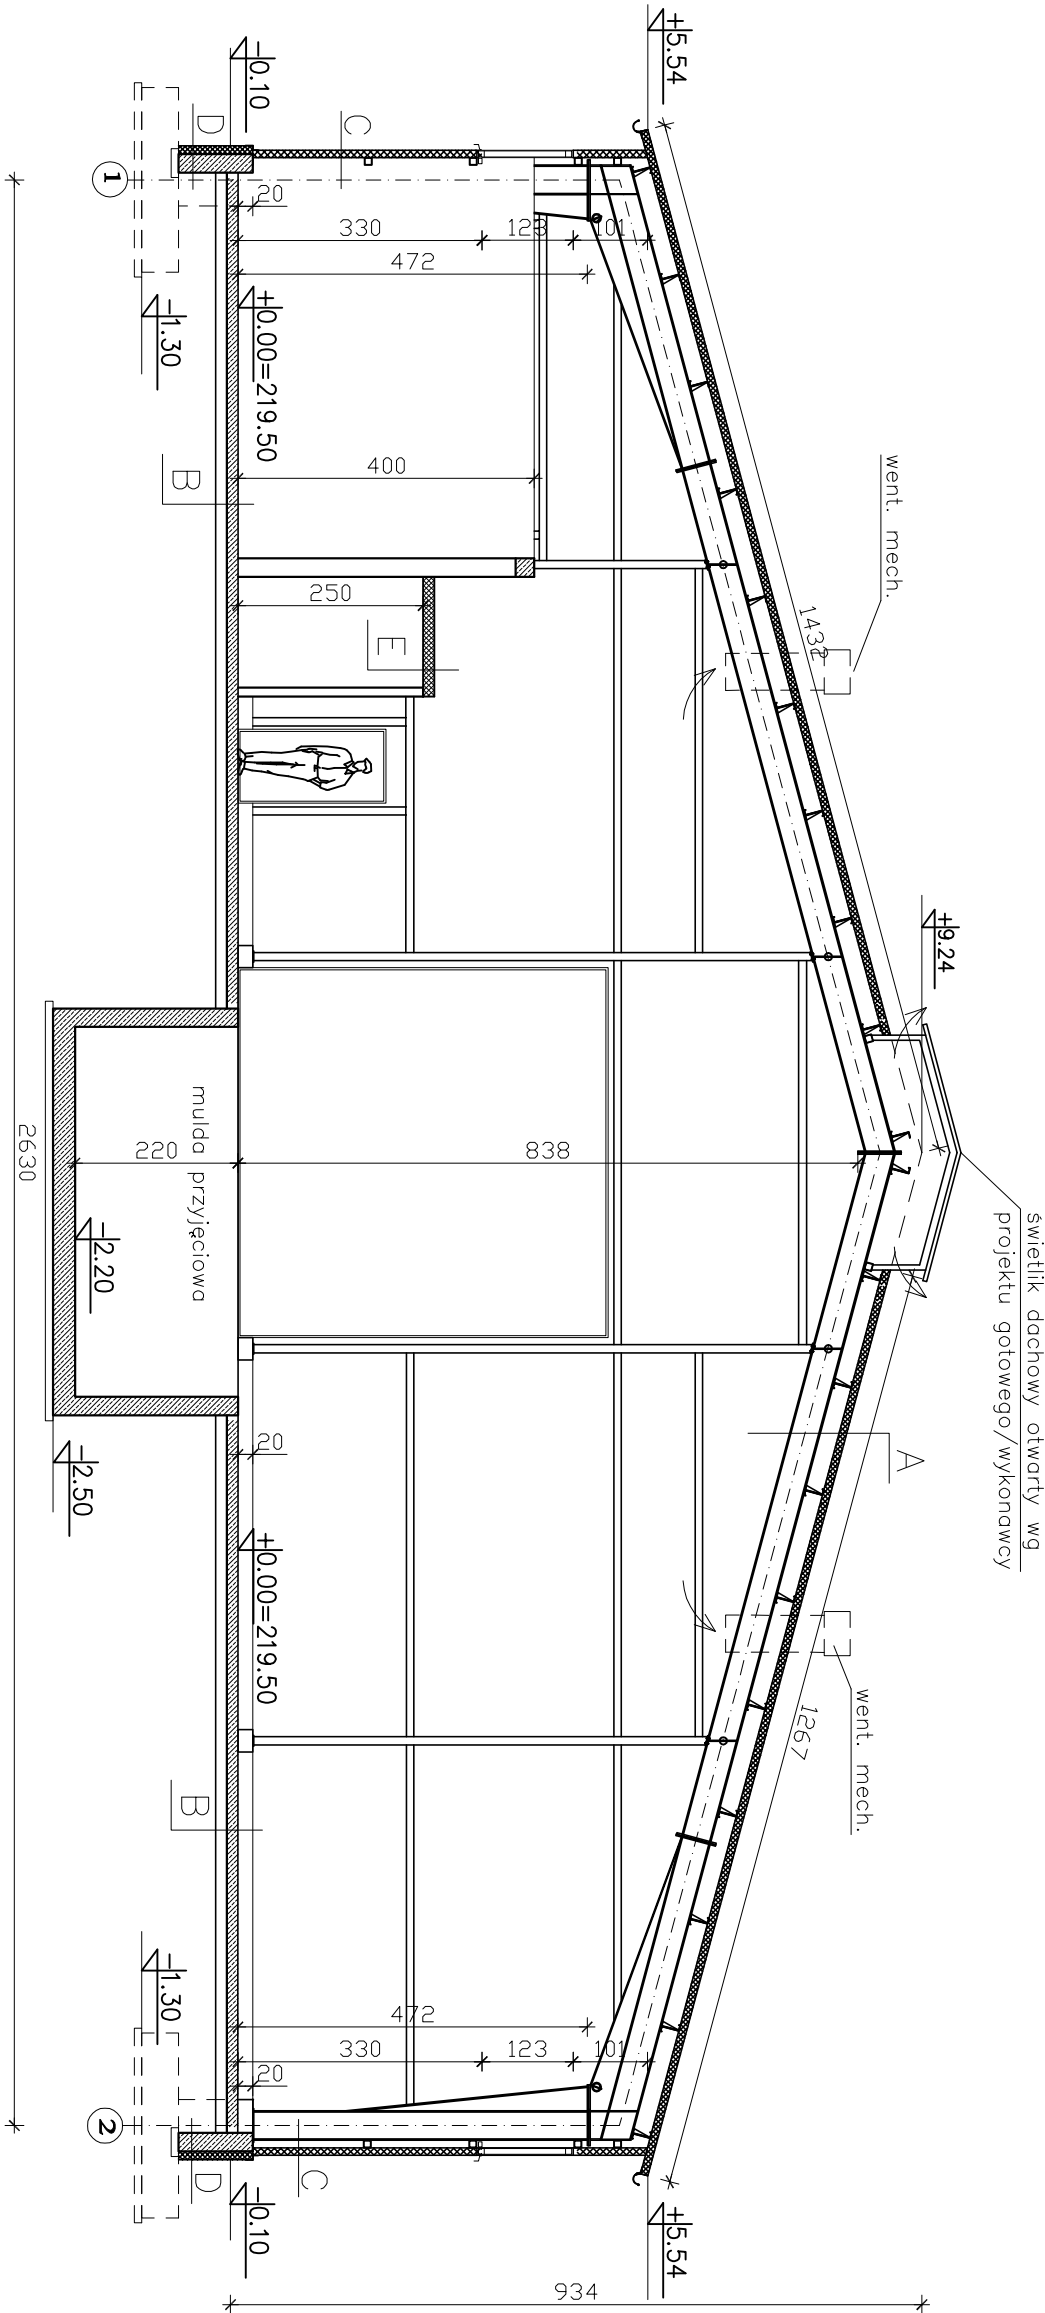 świetlik dachowy otwarty wg
projektu gotowego/wykonawcy
+9.24
went. mech.
went. mech.
1432
1267
A
+5.54
+5.54
934
101
123
330
472
20
C
400
250
E
838
101
123
330
472
20
C
+0.00=219.50
+0.00=219.50
20
-0.10
-0.10
D
D
B
B
-1.30
-1.30
mulda przyjęciowa
220
-2.20
-2.50
1
2
2630